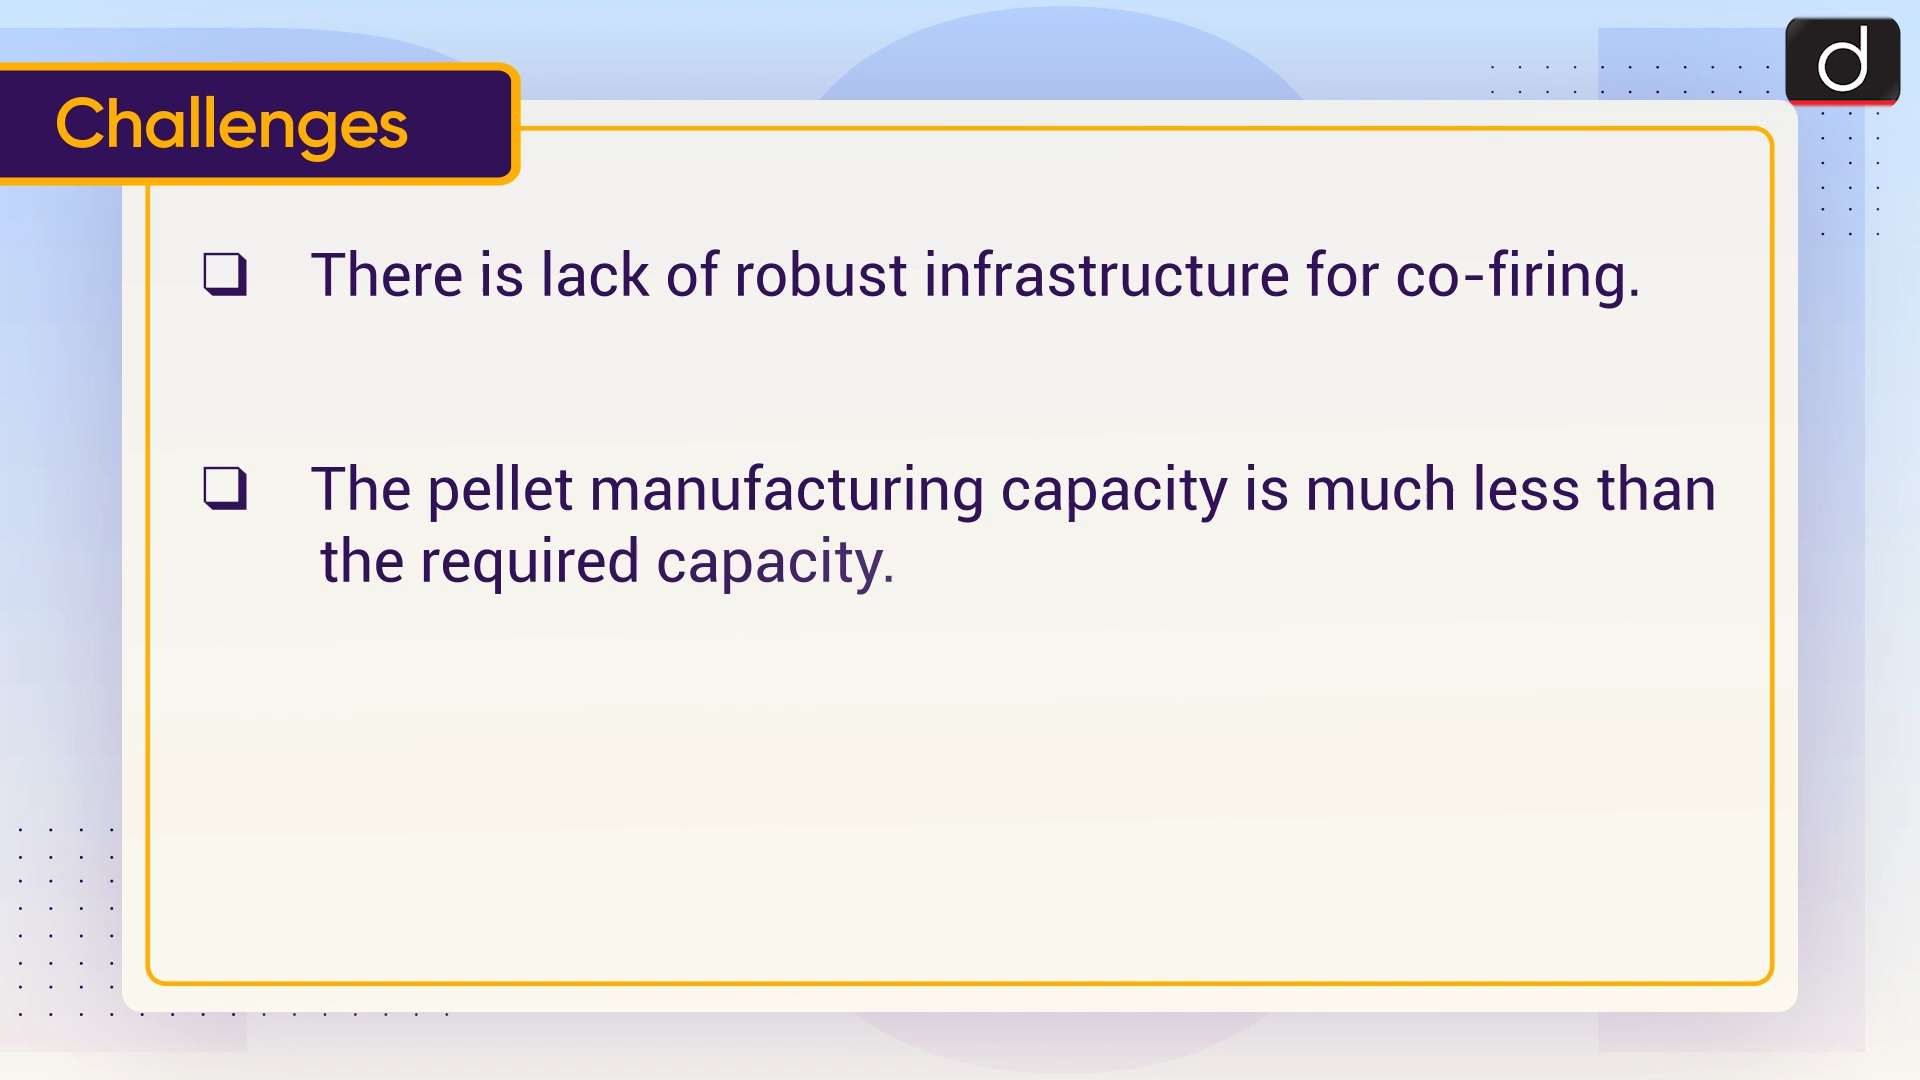 Challenges
❑ There is lack of robust infrastructure for co-firing.
❑ The pellet manufacturing capacity is much less than
the required capacity.
d